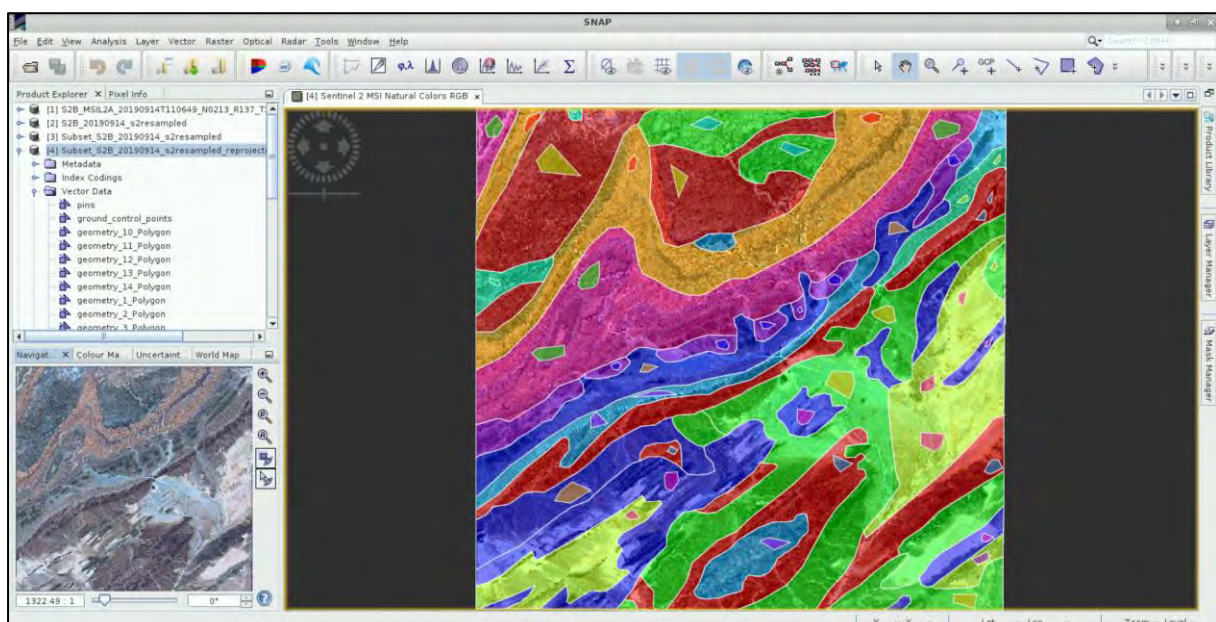 SNAP
File Edit View Analysis Layer Vector Raster Optical Radar Tools Window Help
φ,λ Σ GCP
Product Explorer × Pixel Info
[4] Sentinel 2 MSI Natural Colors RGB ×
[1] S2B_MSIL2A_20190914T110649_N0213_R137_T
[2] S2B_20190914_s2resampled
[3] Subset_S2B_20190914_s2resampled
[4] Subset_S2B_20190914_s2resampled_reproject
Metadata
Index Codings
Vector Data
pins
ground_control_points
geometry_10_Polygon
geometry_11_Polygon
geometry_12_Polygon
geometry_13_Polygon
geometry_14_Polygon
geometry_1_Polygon
geometry_2_Polygon
geometry_3_Polygon
Product Library
Layer Manager
Mask Manager
Navigat... × Colour Ma... Uncertaint... World Map
1322.49 : 1 0°